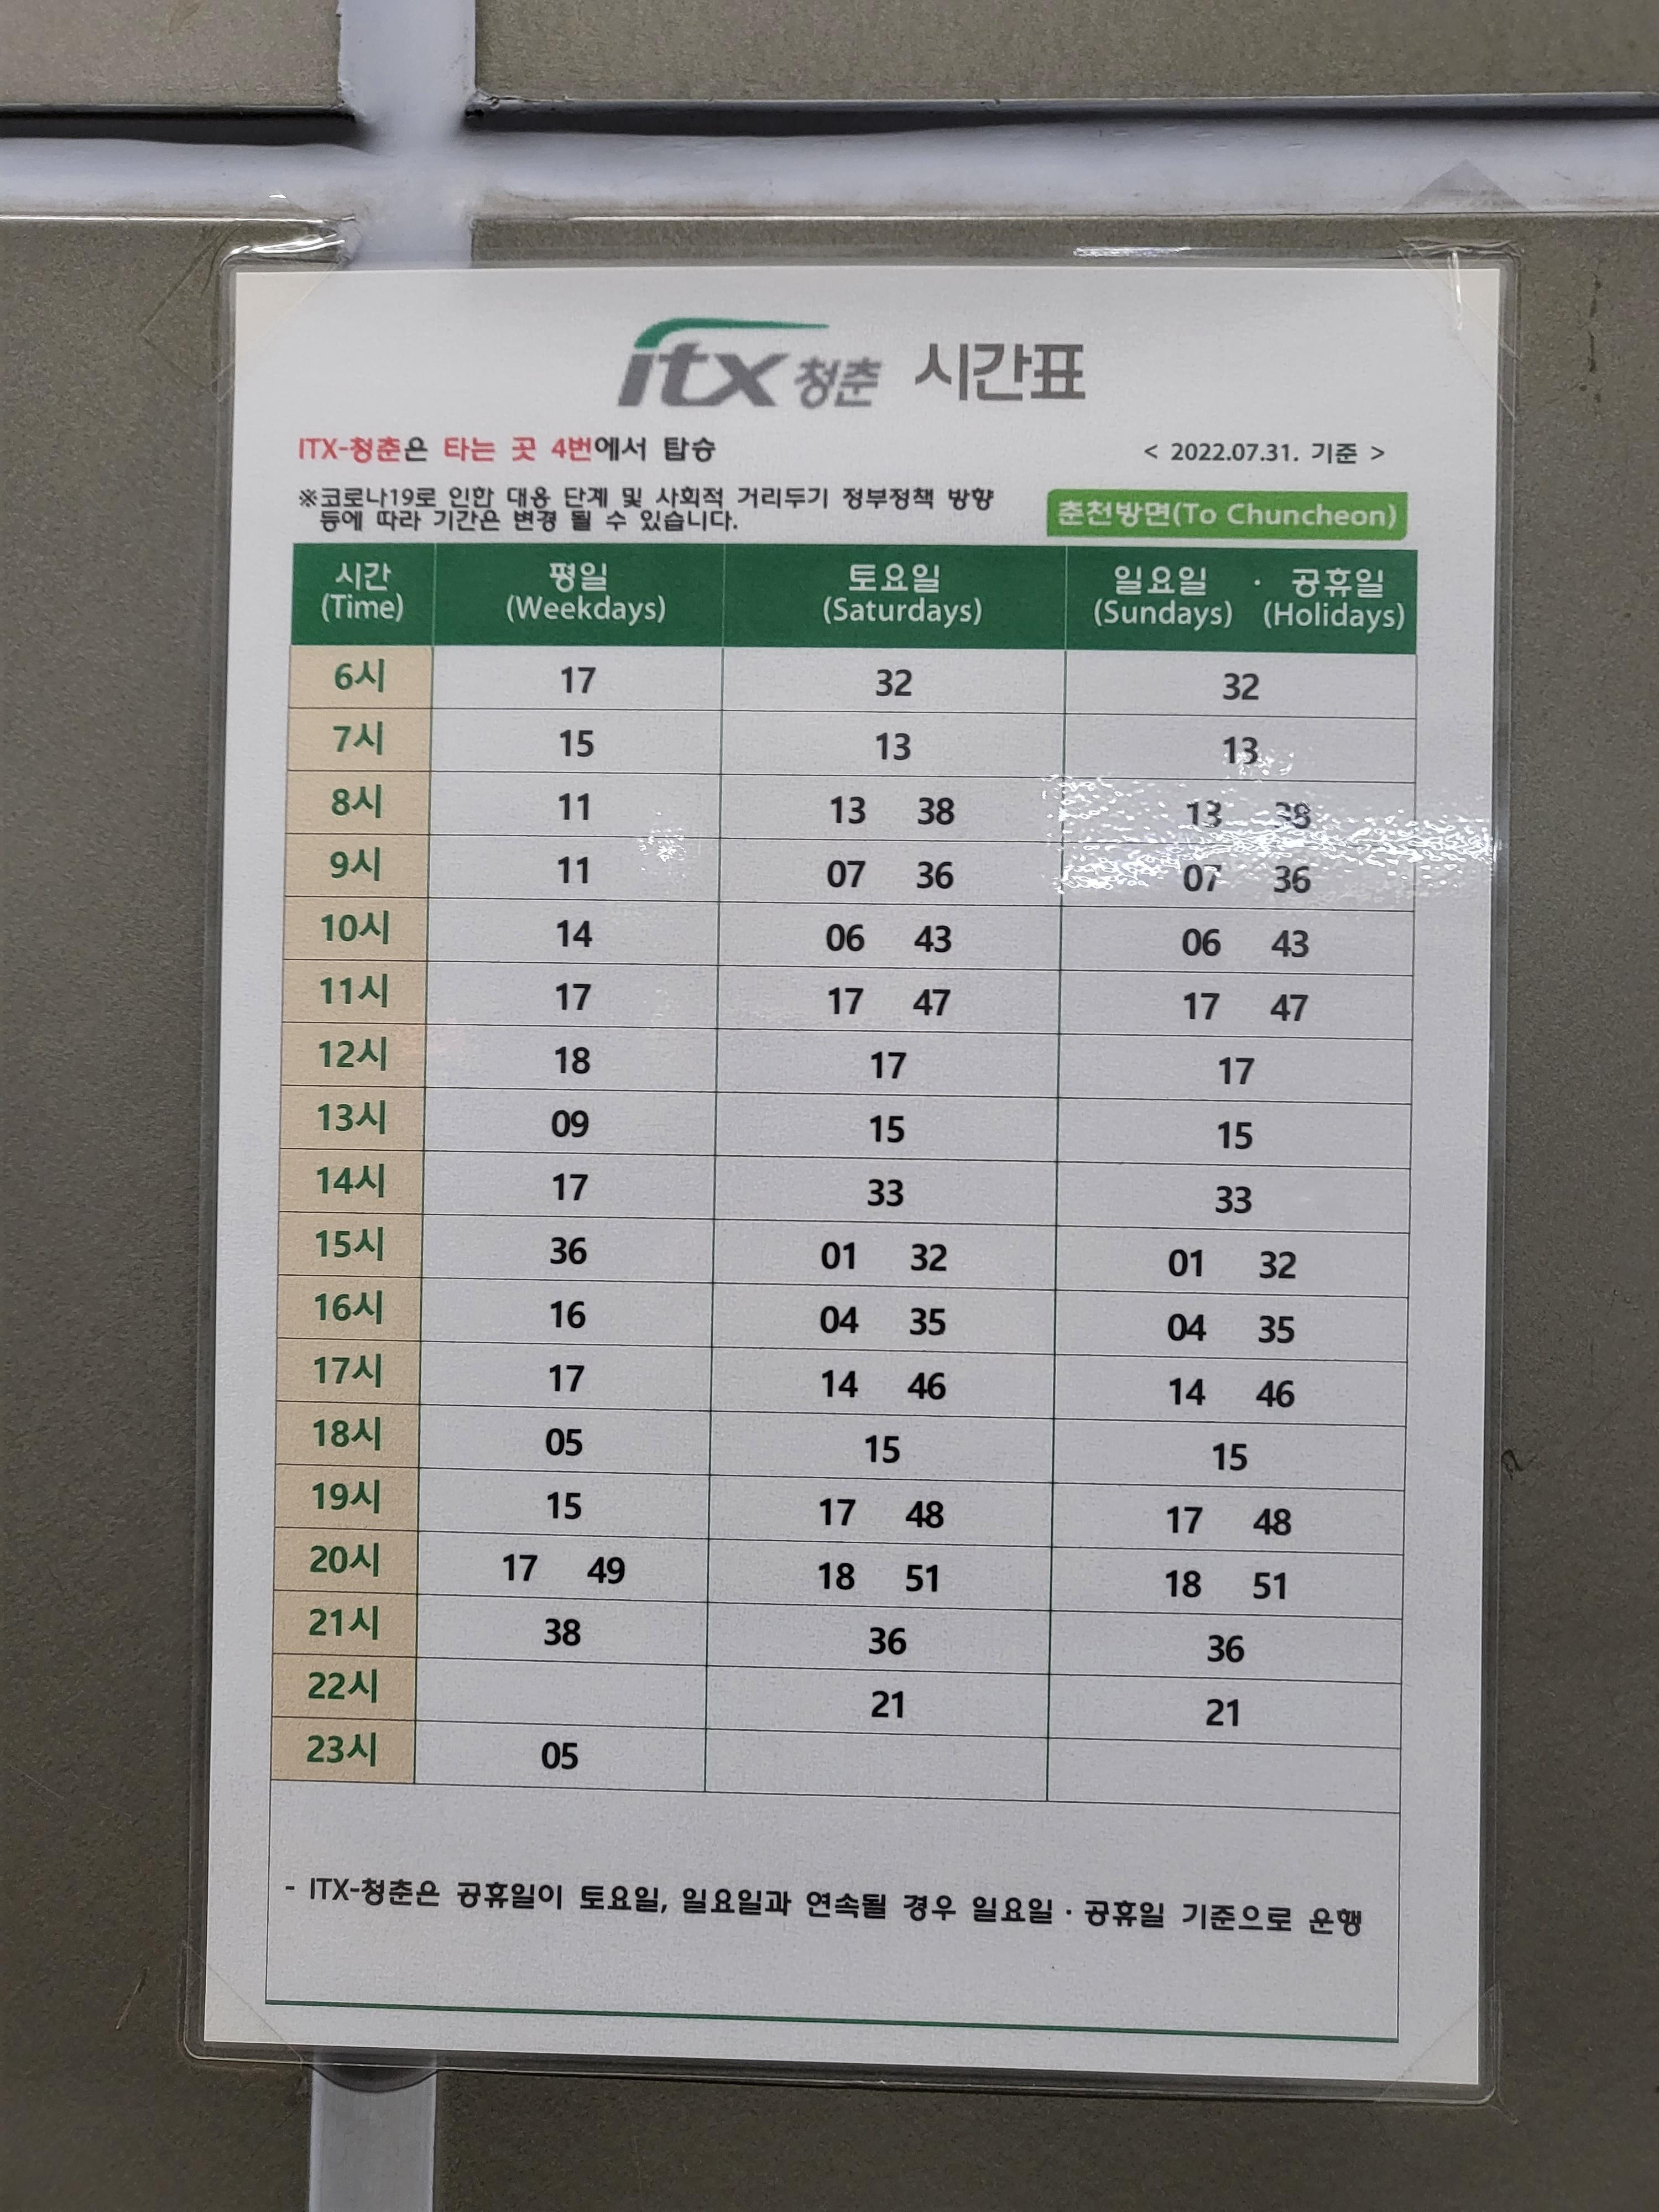 itx 청춘 시간표
ITX-청춘은 타는 곳 4번에서 탑승
< 2022.07.31. 기준 >
※코로나19로 인한 대응 단계 및 사회적 거리두기 정부정책 방향
등에 따라 기간은 변경 될 수 있습니다.
춘천방면(To Chuncheon)
시간 평일 토요일 일요일 · 공휴일
(Time) (Weekdays) (Saturdays) (Sundays) (Holidays)
6시 17 32 32
7시 15 13 13
8시 11 13 38 13 38
9시 11 07 36 07 36
10시 14 06 43 06 43
11시 17 17 47 17 47
12시 18 17 17
13시 09 15 15
14시 17 33 33
15시 36 01 32 01 32
16시 16 04 35 04 35
17시 17 14 46 14 46
18시 05 15 15
19시 15 17 48 17 48
20시 17 49 18 51 18 51
21시 38 36 36
22시 21 21
23시 05
- ITX-청춘은 공휴일이 토요일, 일요일과 연속될 경우 일요일 · 공휴일 기준으로 운행